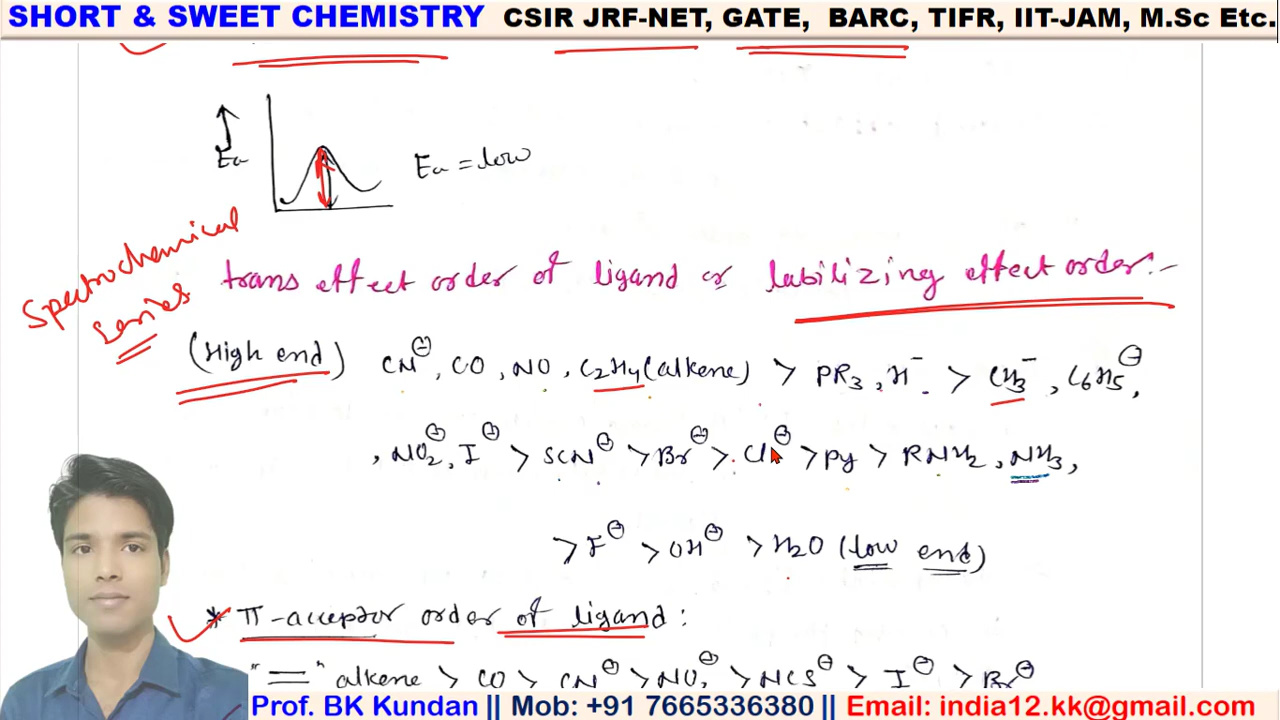 SHORT & SWEET CHEMISTRY CSIR JRF-NET, GATE, BARC, TIFR, IIT-JAM, M.Sc Etc.
Ea
Ea = low
Spectrochemical
Series
trans effect order of ligand or labilizing effect order:-
(High end) CN⊖, CO, NO, C2H4 (alkene) > PR3, H⁻ > CH3⁻, C6H5⊖,
, NO2⊖, I⊖ > SCN⊖ > Br⊖ > Cl⊖ > Py > RNH2, NH3,
> F⊖ > OH⊖ > H2O (low end)
* π-acceptor order of ligand:
"=" alkene > CO > CN⊖ > NO2⊖ > NCS⊖ > I⊖ > Br⊖
Prof. BK Kundan || Mob: +91 7665336380 || Email: india12.kk@gmail.com